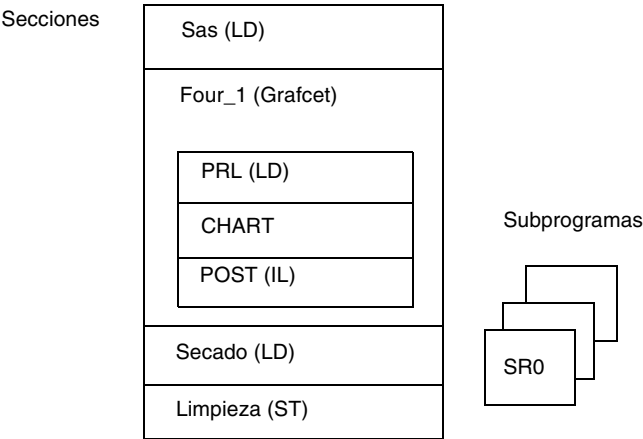 Secciones
Sas (LD)
Four_1 (Grafcet)
PRL (LD)
CHART
POST (IL)
Subprogramas
SR0
Secado (LD)
Limpieza (ST)